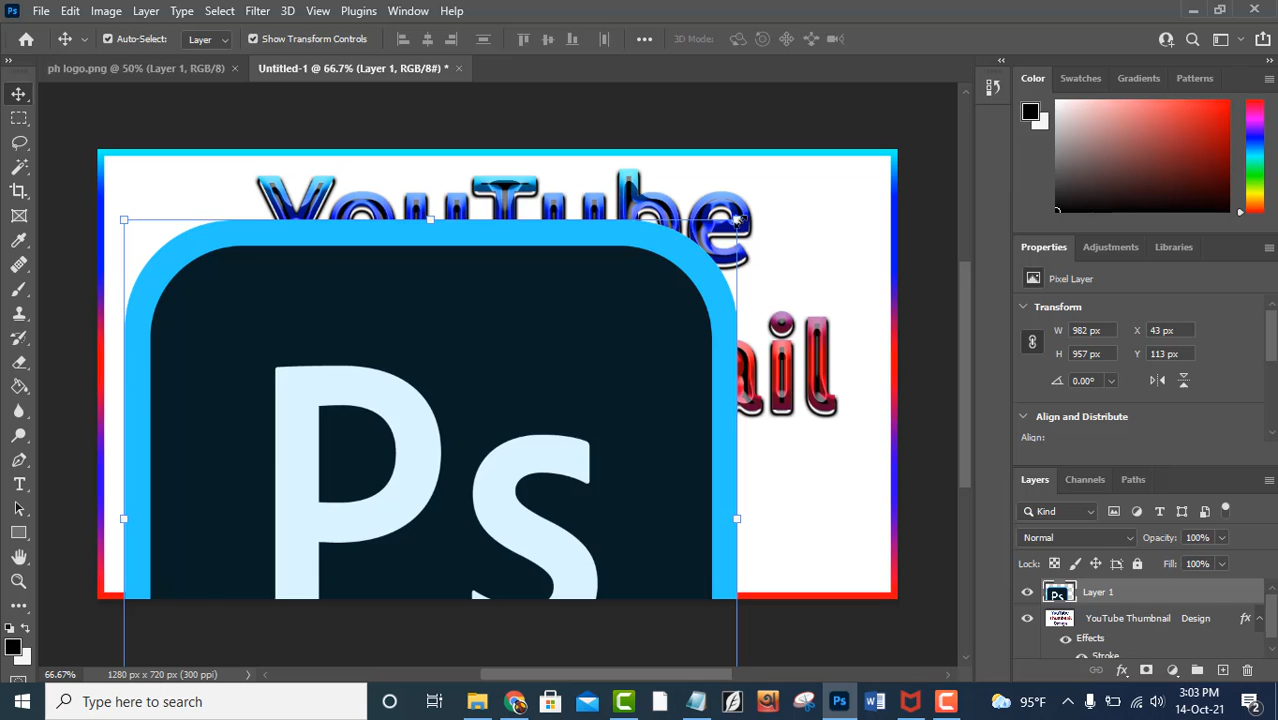 Ps File Edit Image Layer Type Select Filter 3D View Plugins Window Help
Auto-Select: Layer Show Transform Controls 3D Mode:
ph logo.png @ 50% (Layer 1, RGB/8) × Untitled-1 @ 66.7% (Layer 1, RGB/8#) * ×
Color Swatches Gradients Patterns
YouTube
ail
Ps
Properties Adjustments Libraries
Pixel Layer
Transform
W 982 px X 43 px
H 957 px Y 113 px
0.00°
Align and Distribute
Align:
Layers Channels Paths
Kind
Normal Opacity: 100%
Lock: Fill: 100%
Ps Layer 1
YouTube Thumbnail Design fx
Effects
Stroke
66.67% 1280 px x 720 px (300 ppi)
Type here to search
Ps
95°F
3:03 PM
14-Oct-21
2